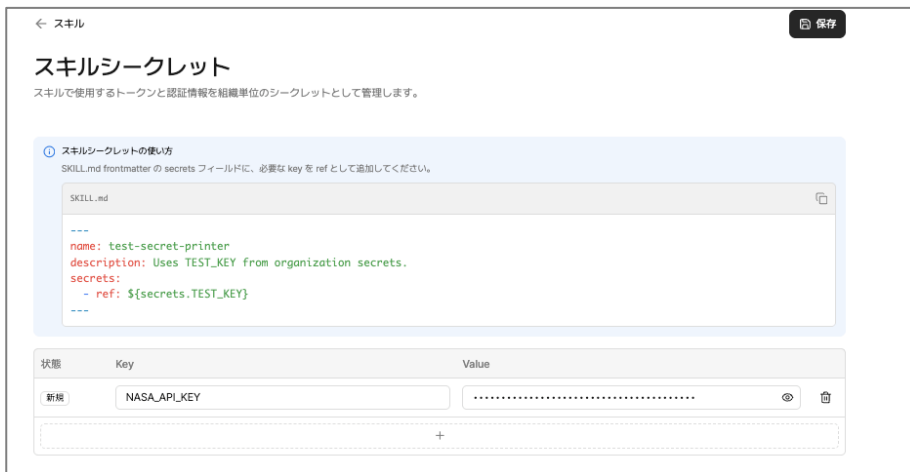 ← スキル
保存
スキルシークレット
スキルで使用するトークンと認証情報を組織単位のシークレットとして管理します。
スキルシークレットの使い方
SKILL.md frontmatter の secrets フィールドに、必要な key を ref として追加してください。
SKILL.md
---
name: test-secret-printer
description: Uses TEST_KEY from organization secrets.
secrets:
  - ref: ${secrets.TEST_KEY}
---
状態 Key Value
新規 NASA_API_KEY ••••••••••••••••••••••••••••••••••••••••
+